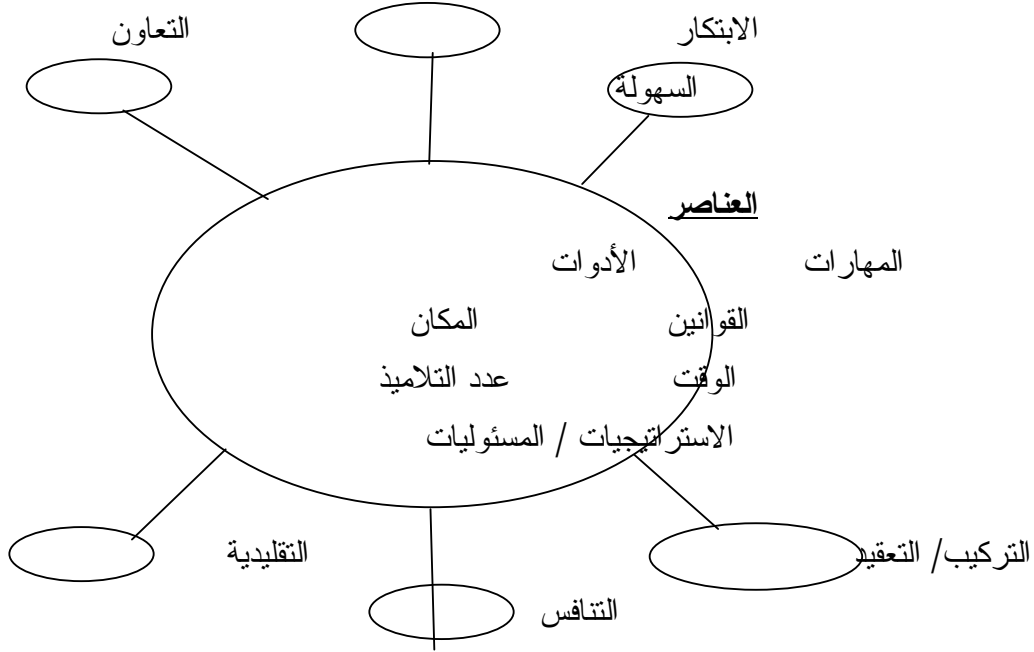 الابتكار التعاون
السهولة
العناصر
المهارات الأدوات
القوانين المكان
الوقت عدد التلاميذ
الاستراتيجيات / المسئوليات
التركيب/ التعقيد التقليدية
التنافس